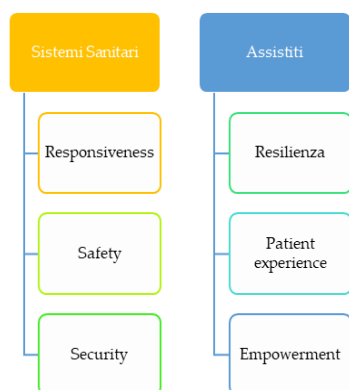 Sistemi Sanitari
Responsiveness
Safety
Security
Assistiti
Resilienza
Patient
experience
Empowerment